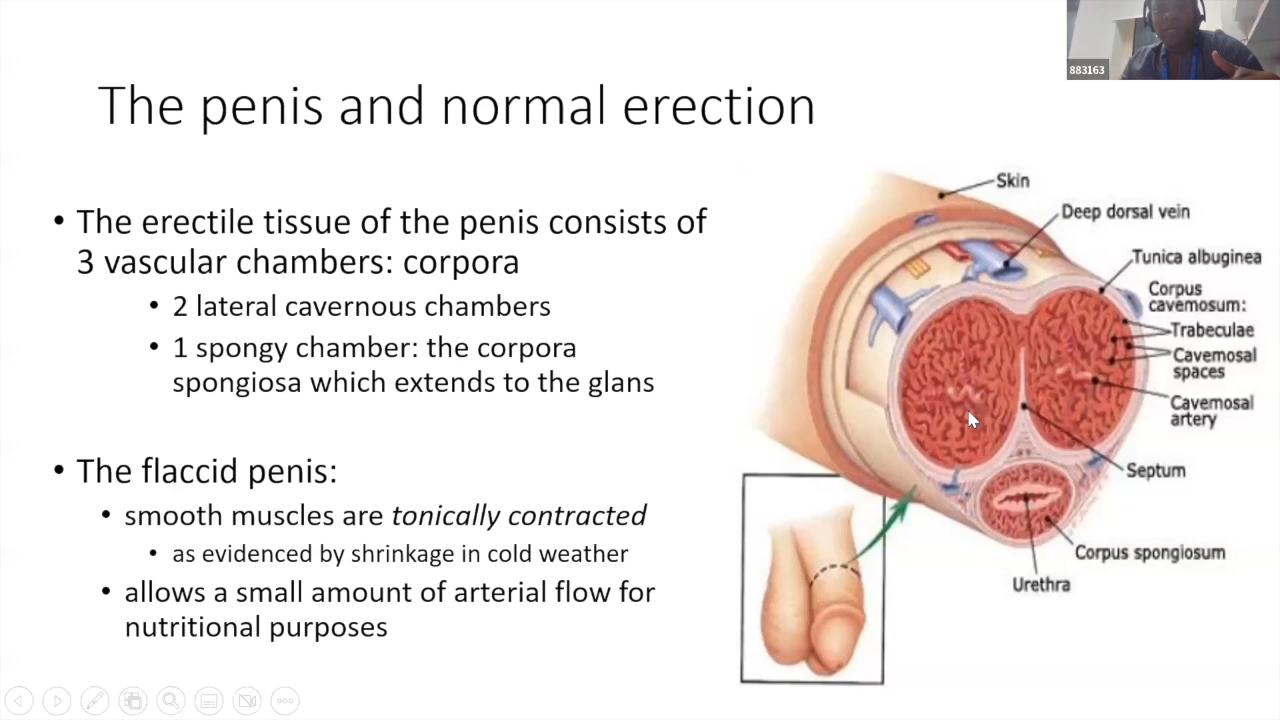 883163
The penis and normal erection
• The erectile tissue of the penis consists of
3 vascular chambers: corpora
• 2 lateral cavernous chambers
• 1 spongy chamber: the corpora
spongiosa which extends to the glans
• The flaccid penis:
• smooth muscles are tonically contracted
• as evidenced by shrinkage in cold weather
• allows a small amount of arterial flow for
nutritional purposes
Skin
Deep dorsal vein
Tunica albuginea
Corpus
cavemosum:
Trabeculae
Cavemosal
spaces
Cavemosal
artery
Septum
Corpus spongiosum
Urethra